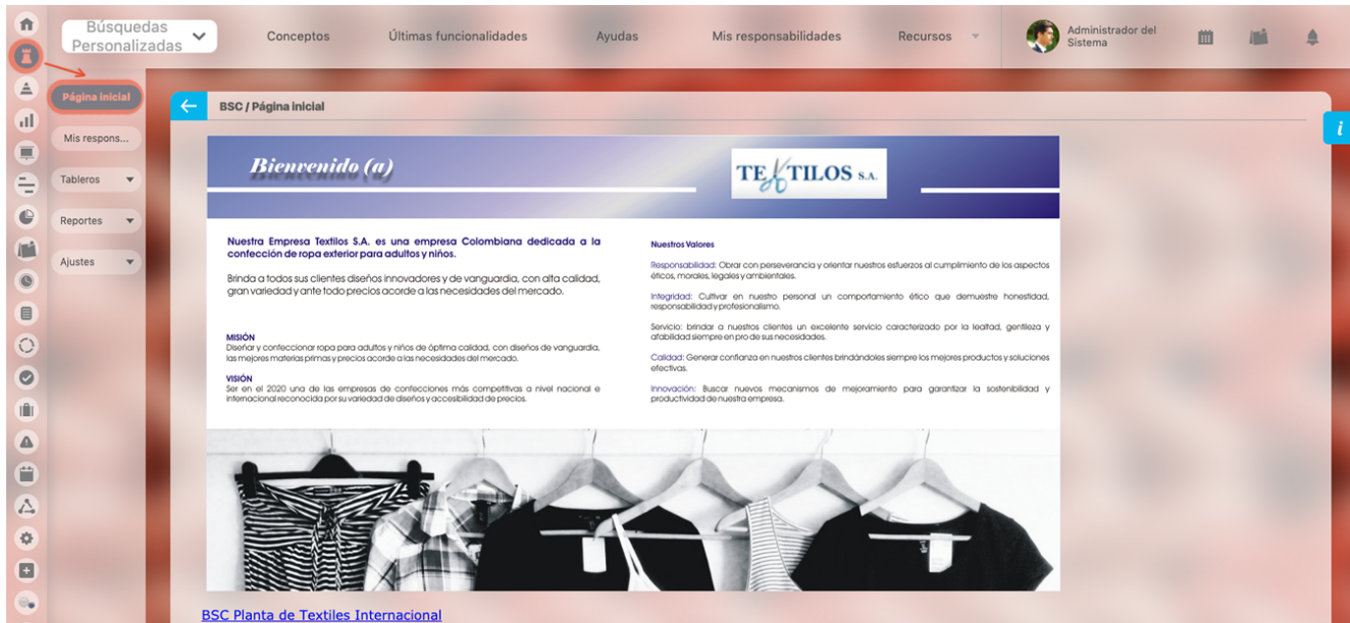 Búsquedas
Personalizadas
Conceptos
Últimas funcionalidades
Ayudas
Mis responsabilidades
Recursos
Administrador del
Sistema
Página inicial
Mis respons...
Tableros
Reportes
Ajustes
BSC / Página inicial
i
Bienvenido (a)
TEXTILOS S.A.
Nuestra Empresa Textilos S.A. es una empresa Colombiana dedicada a la
confección de ropa exterior para adultos y niños.
Brinda a todos sus clientes diseños innovadores y de vanguardia, con alta calidad,
gran variedad y ante todo precios acorde a las necesidades del mercado.
MISIÓN
Diseñar y confeccionar ropa para adultos y niños de óptima calidad, con diseños de vanguardia,
las mejores materias primas y precios acorde a las necesidades del mercado.
VISIÓN
Ser en el 2020 una de las empresas de confecciones más competitivas a nivel nacional e
internacional reconocida por su variedad de diseños y accesibilidad de precios.
Nuestros Valores
Responsabilidad: Obrar con perseverancia y orientar nuestros esfuerzos al cumplimiento de los aspectos
éticos, morales, legales y ambientales.
Integridad: Cultivar en nuestro personal un comportamiento ético que demuestre honestidad,
responsabilidad y profesionalismo.
Servicio: brindar a nuestros clientes un excelente servicio caracterizado por la lealtad, gentileza y
afabilidad siempre en pro de sus necesidades.
Calidad: Generar confianza en nuestros clientes brindándoles siempre los mejores productos y soluciones
efectivas.
Innovación: Buscar nuevos mecanismos de mejoramiento para garantizar la sostenibilidad y
productividad de nuestra empresa.
BSC Planta de Textiles Internacional